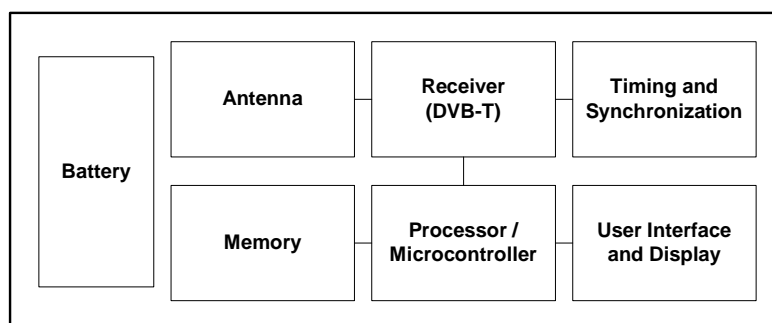 Battery
Antenna
Receiver
(DVB-T)
Timing and
Synchronization
Memory
Processor /
Microcontroller
User Interface
and Display